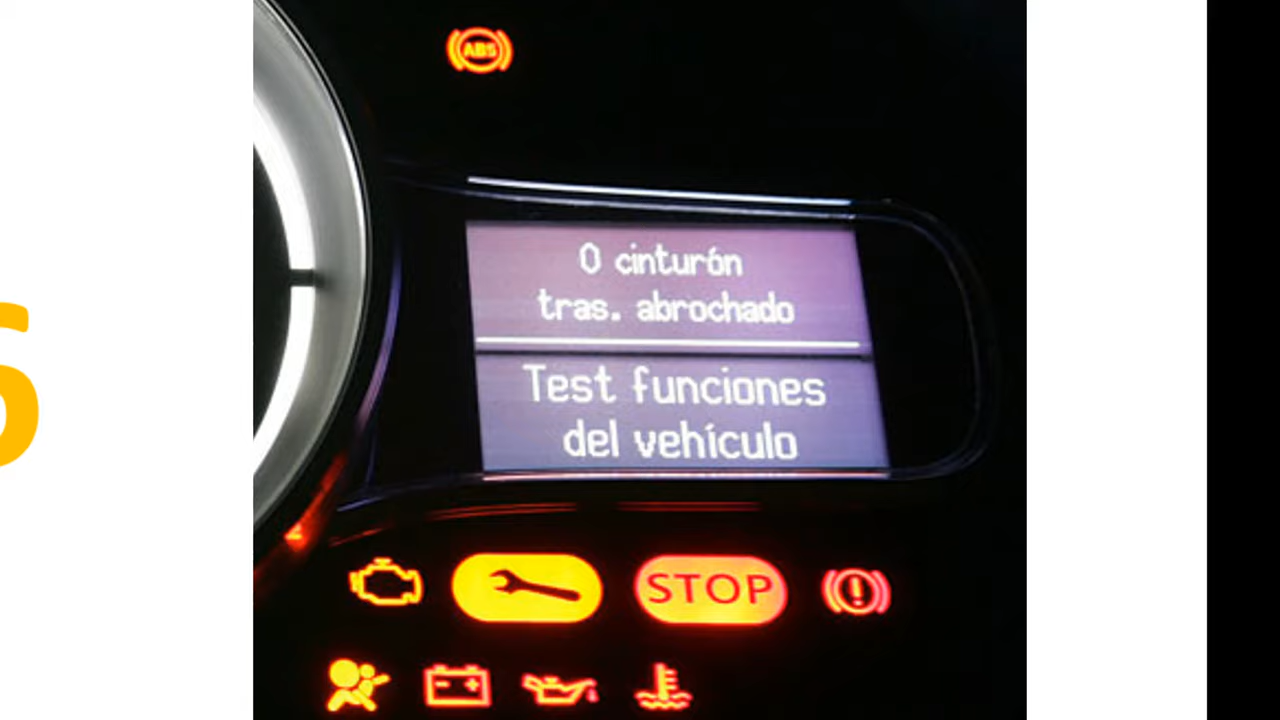 ABS
0 cinturón
tras. abrochado
Test funciones
del vehículo
STOP